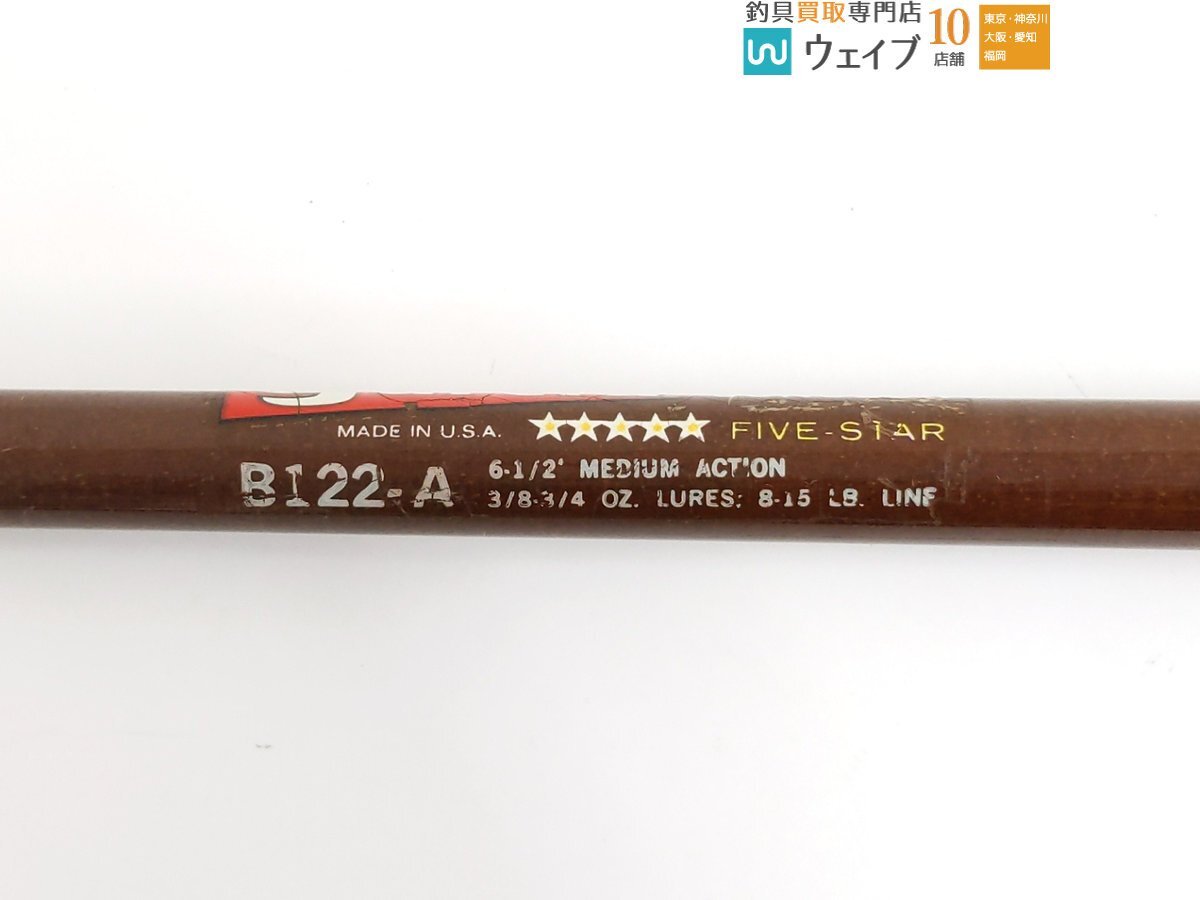 釣具買取専門店
ウェイブ
10
店舗
東京・神奈川
大阪・愛知
福岡
MADE IN U.S.A. FIVE-STAR
B122-A
6-1/2' MEDIUM ACTION
3/8-3/4 OZ. LURES; 8-15 LB. LINE